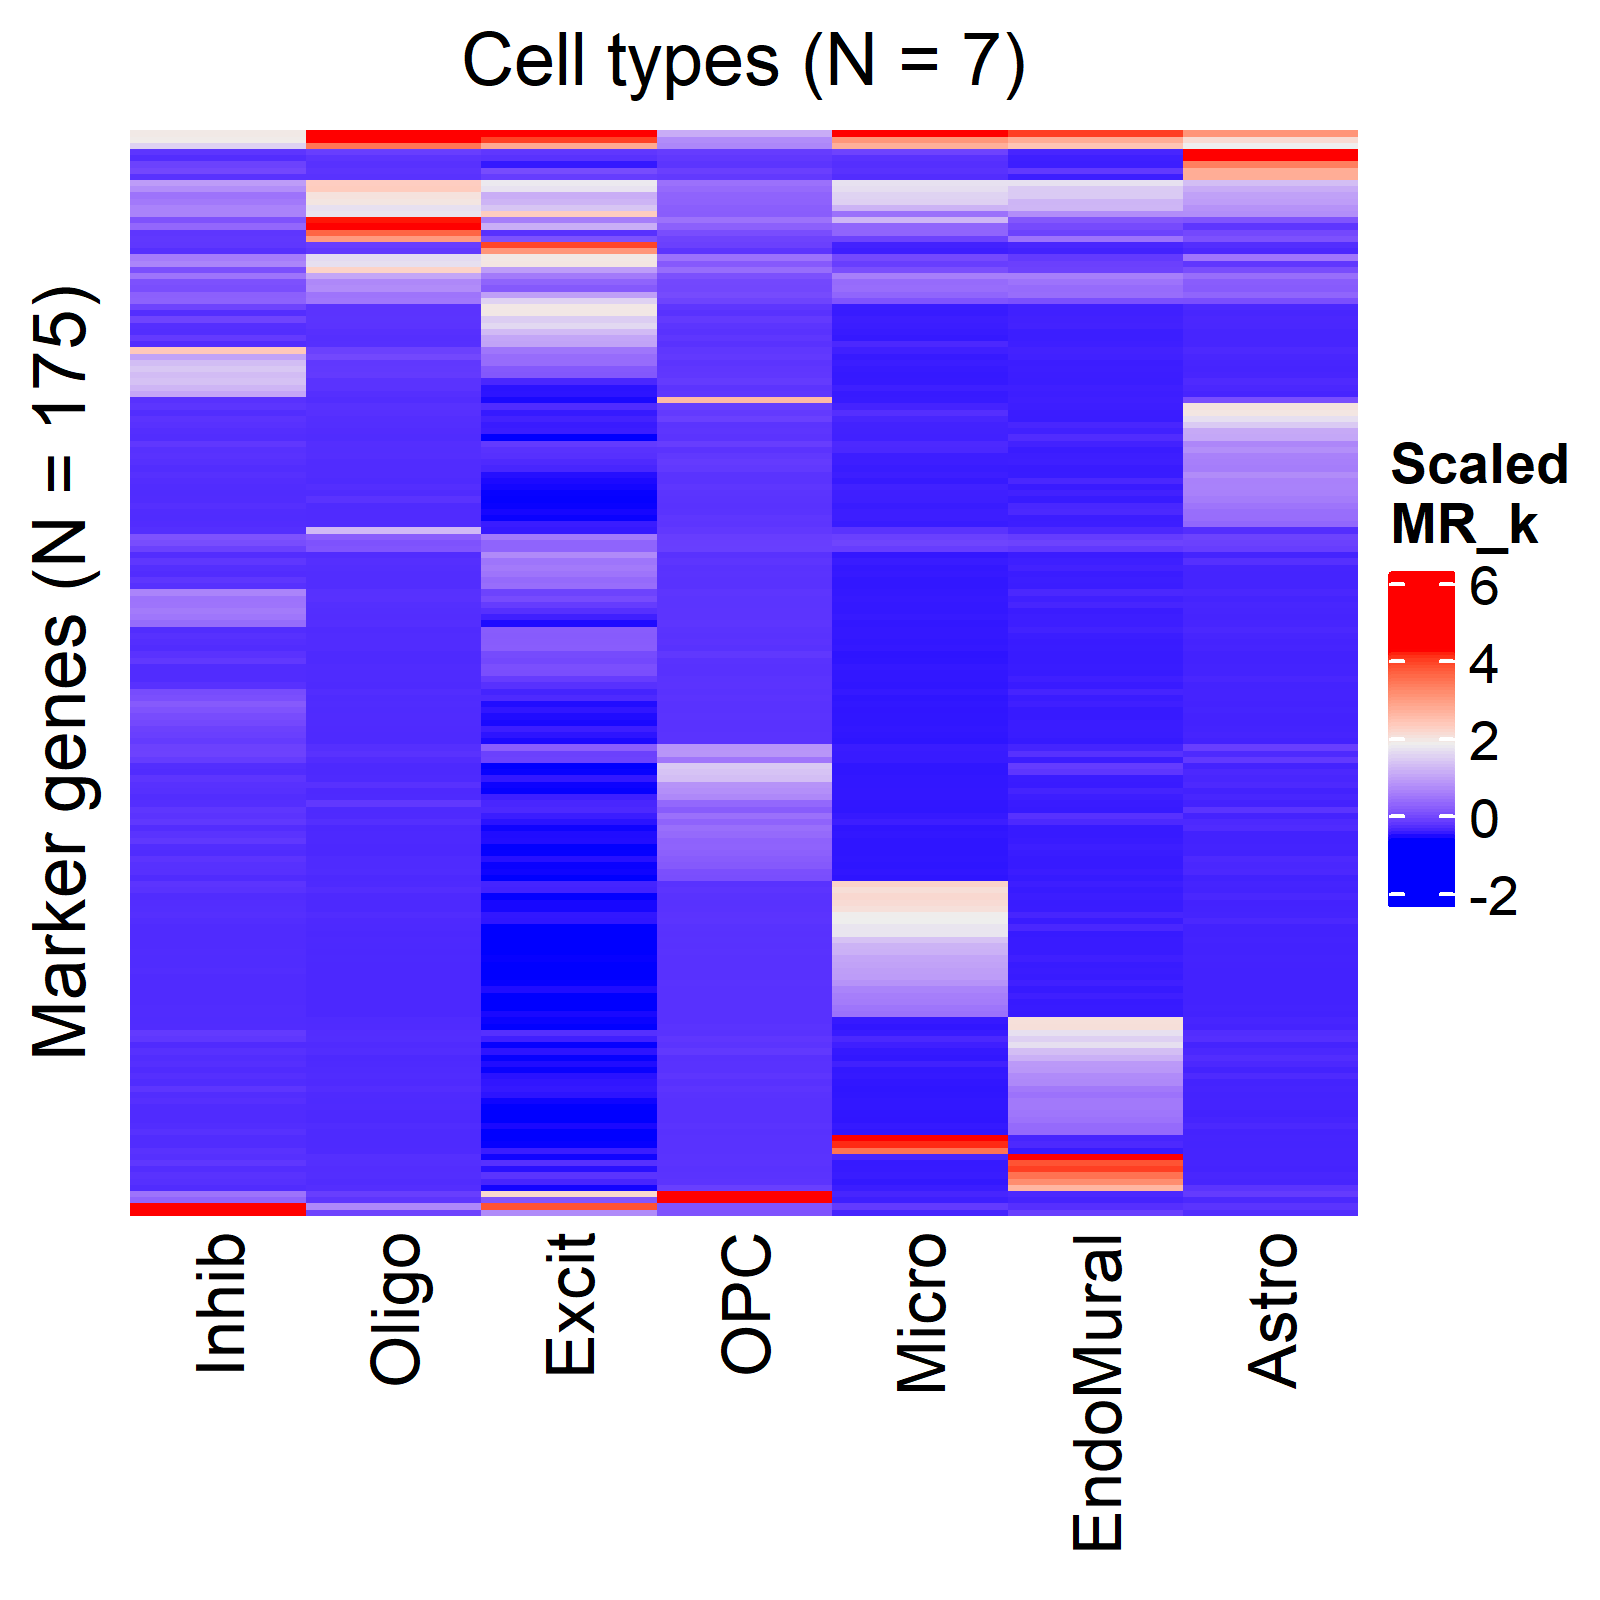 Cell types (N = 7)
Marker genes (N = 175)
Scaled
MR_k
6
4
2
0
-2
Inhib
Oligo
Excit
OPC
Micro
EndoMural
Astro